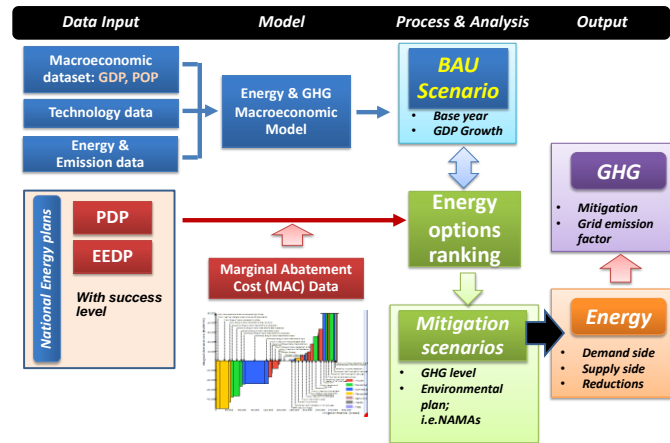 Data Input
Model
Process & Analysis
Output
Macroeconomic
dataset: GDP, POP
Technology data
Energy &
Emission data
Energy & GHG
Macroeconomic
Model
BAU
Scenario
• Base year
• GDP Growth
National Energy plans
PDP
EEDP
With success
level
Marginal Abatement
Cost (MAC) Data
Energy
options
ranking
Mitigation
scenarios
• GHG level
• Environmental
plan;
i.e.NAMAs
GHG
• Mitigation
• Grid emission
factor
Energy
• Demand side
• Supply side
• Reductions